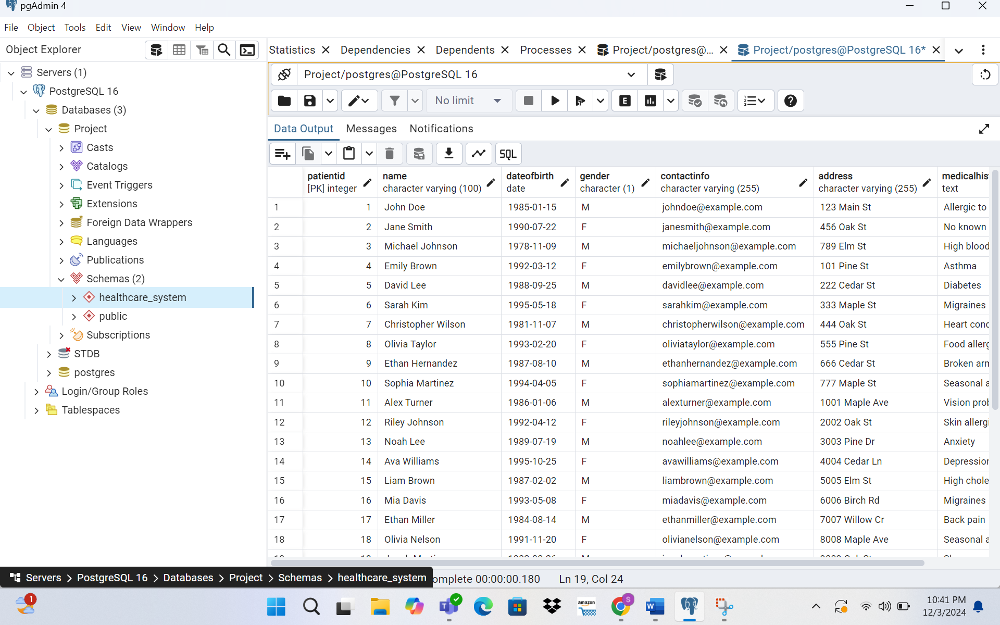 pgAdmin 4
File Object Tools Edit View Window Help
Object Explorer
Statistics Dependencies Dependents Processes Project/postgres@... Project/postgres@PostgreSQL 16*
Servers (1)
PostgreSQL 16
Databases (3)
Project
Casts
Catalogs
Event Triggers
Extensions
Foreign Data Wrappers
Languages
Publications
Schemas (2)
healthcare_system
public
Subscriptions
STDB
postgres
Login/Group Roles
Tablespaces
Project/postgres@PostgreSQL 16
No limit E
Data Output Messages Notifications
SQL
patientid name dateofbirth gender contactinfo address medicalhis
[PK] integer character varying (100) date character (1) character varying (255) character varying (255) text
1 1 John Doe 1985-01-15 M johndoe@example.com 123 Main St Allergic to
2 2 Jane Smith 1990-07-22 F janesmith@example.com 456 Oak St No known
3 3 Michael Johnson 1978-11-09 M michaeljohnson@example.com 789 Elm St High blood
4 4 Emily Brown 1992-03-12 F emilybrown@example.com 101 Pine St Asthma
5 5 David Lee 1988-09-25 M davidlee@example.com 222 Cedar St Diabetes
6 6 Sarah Kim 1995-05-18 F sarahkim@example.com 333 Maple St Migraines
7 7 Christopher Wilson 1981-11-07 M christopherwilson@example.com 444 Oak St Heart conc
8 8 Olivia Taylor 1993-02-20 F oliviataylor@example.com 555 Pine St Food allerg
9 9 Ethan Hernandez 1987-08-10 M ethanhernandez@example.com 666 Cedar St Broken arm
10 10 Sophia Martinez 1994-04-05 F sophiamartinez@example.com 777 Maple St Seasonal a
11 11 Alex Turner 1986-01-06 M alexturner@example.com 1001 Maple Ave Vision prob
12 12 Riley Johnson 1992-04-12 F rileyjohnson@example.com 2002 Oak St Skin allergi
13 13 Noah Lee 1989-07-19 M noahlee@example.com 3003 Pine Dr Anxiety
14 14 Ava Williams 1995-10-25 F avawilliams@example.com 4004 Cedar Ln Depression
15 15 Liam Brown 1987-02-02 M liambrown@example.com 5005 Elm St High chole
16 16 Mia Davis 1993-05-08 F miadavis@example.com 6006 Birch Rd Migraines
17 17 Ethan Miller 1984-08-14 M ethanmiller@example.com 7007 Willow Cr Back pain
18 18 Olivia Nelson 1991-11-20 F olivianelson@example.com 8008 Maple Ave Seasonal a
Servers PostgreSQL 16 Databases Project Schemas healthcare_system omplete 00:00:00.180 Ln 19, Col 24
1 amazon S W
10:41 PM
12/3/2024